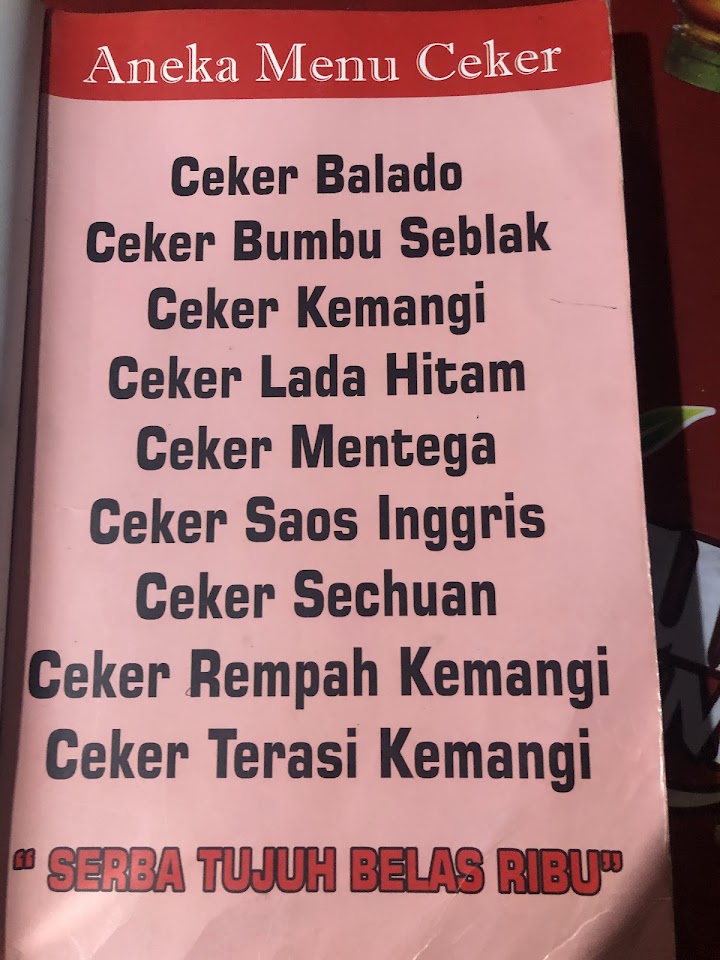 Aneka Menu Ceker
Ceker Balado
Ceker Bumbu Seblak
Ceker Kemangi
Ceker Lada Hitam
Ceker Mentega
Ceker Saos Inggris
Ceker Sechuan
Ceker Rempah Kemangi
Ceker Terasi Kemangi
“ SERBA TUJUH BELAS RIBU”